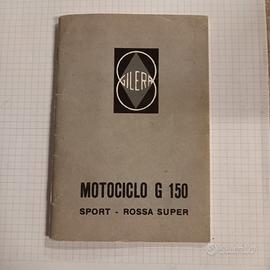 GILERA
MOTOCICLO G 150
SPORT - ROSSA SUPER